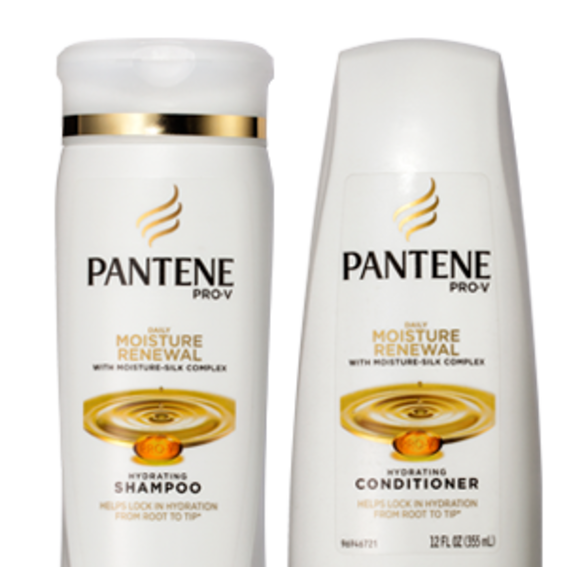 PANTENE
PRO-V
DAILY
MOISTURE
RENEWAL
WITH MOISTURE-SILK COMPLEX
PRO-V
HYDRATING
SHAMPOO
HELPS LOCK IN HYDRATION
FROM ROOT TO TIP*
PANTENE
PRO-V
DAILY
MOISTURE
RENEWAL
WITH MOISTURE-SILK COMPLEX
PRO-V
HYDRATING
CONDITIONER
HELPS LOCK IN HYDRATION
FROM ROOT TO TIP*
96946721 12 FL OZ (355 mL)